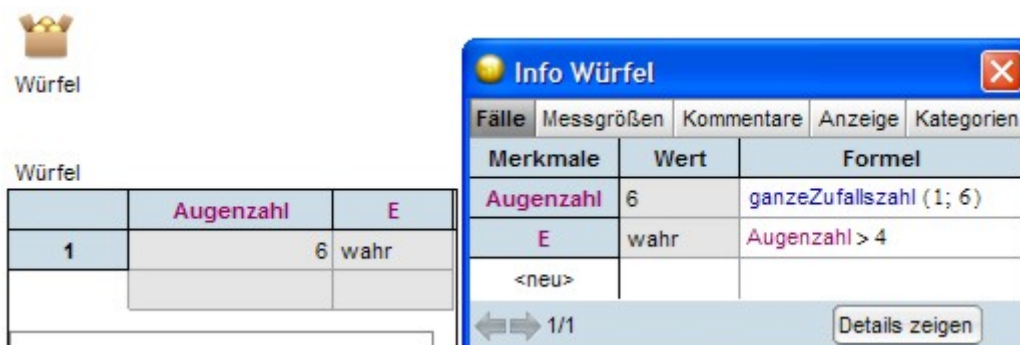 Würfel
Würfel
Augenzahl E
1 6 wahr
Info Würfel
Fälle Messgrößen Kommentare Anzeige Kategorien
Merkmale Wert Formel
Augenzahl 6 ganzeZufallszahl (1; 6)
E wahr Augenzahl > 4
<neu>
1/1 Details zeigen